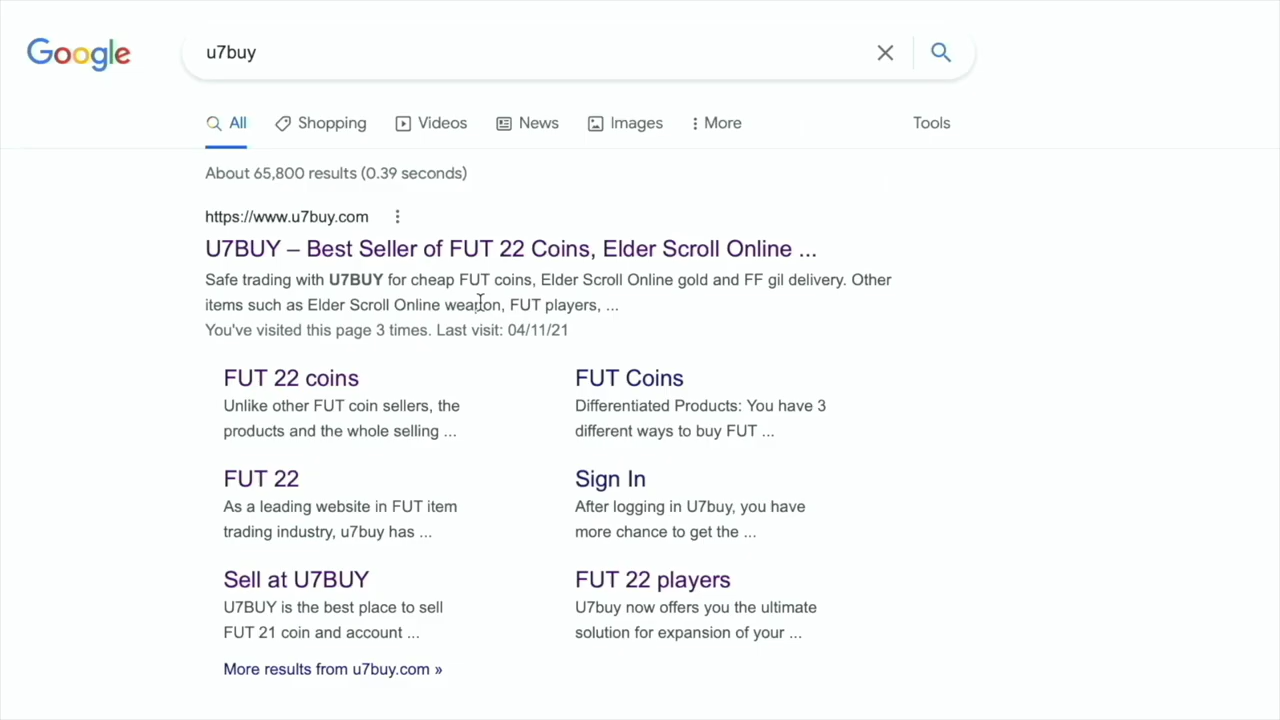 Google
u7buy
All Shopping Videos News Images More Tools
About 65,800 results (0.39 seconds)
https://www.u7buy.com
U7BUY – Best Seller of FUT 22 Coins, Elder Scroll Online ...
Safe trading with U7BUY for cheap FUT coins, Elder Scroll Online gold and FF gil delivery. Other
items such as Elder Scroll Online weapon, FUT players, ...
You've visited this page 3 times. Last visit: 04/11/21
FUT 22 coins
Unlike other FUT coin sellers, the
products and the whole selling ...
FUT Coins
Differentiated Products: You have 3
different ways to buy FUT ...
FUT 22
As a leading website in FUT item
trading industry, u7buy has ...
Sign In
After logging in U7buy, you have
more chance to get the ...
Sell at U7BUY
U7BUY is the best place to sell
FUT 21 coin and account ...
FUT 22 players
U7buy now offers you the ultimate
solution for expansion of your ...
More results from u7buy.com »